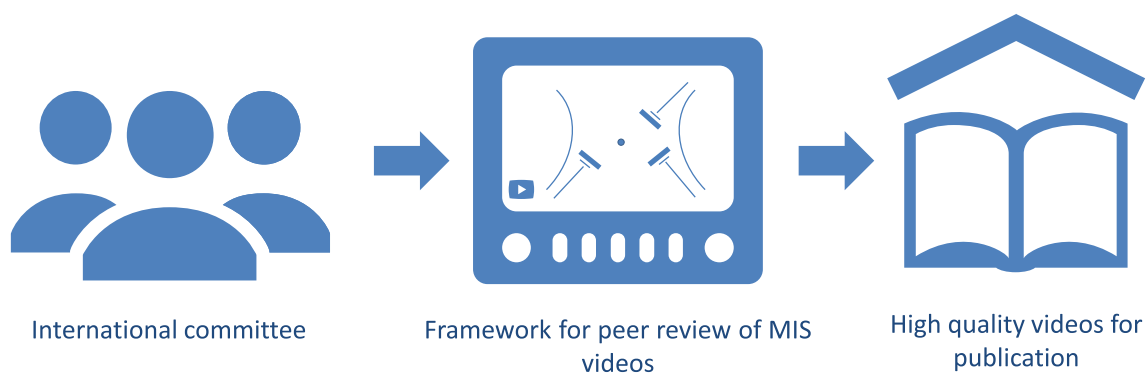 International committee
Framework for peer review of MIS
videos
High quality videos for
publication